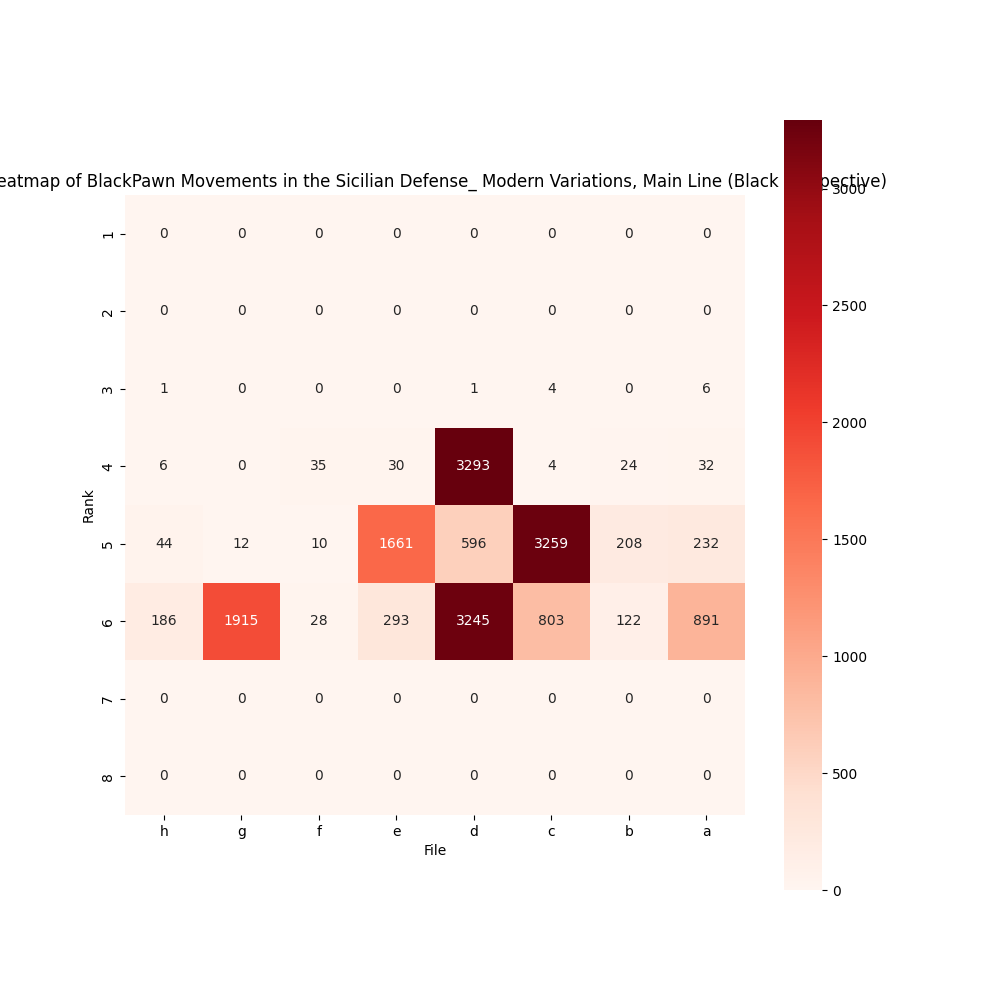 eatmap of BlackPawn Movements in the Sicilian Defense_ Modern Variations, Main Line (Black pective)
3000
1 0 0 0 0 0 0 0 0
2 0 0 0 0 0 0 0 0
2500
3 1 0 0 0 1 4 0 6
2000
4 6 0 35 30 3293 4 24 32
Rank
5 44 12 10 1661 596 3259 208 232
1500
6 186 1915 28 293 3245 803 122 891
1000
7 0 0 0 0 0 0 0 0
500
8 0 0 0 0 0 0 0 0
h g f e d c b a
File
0